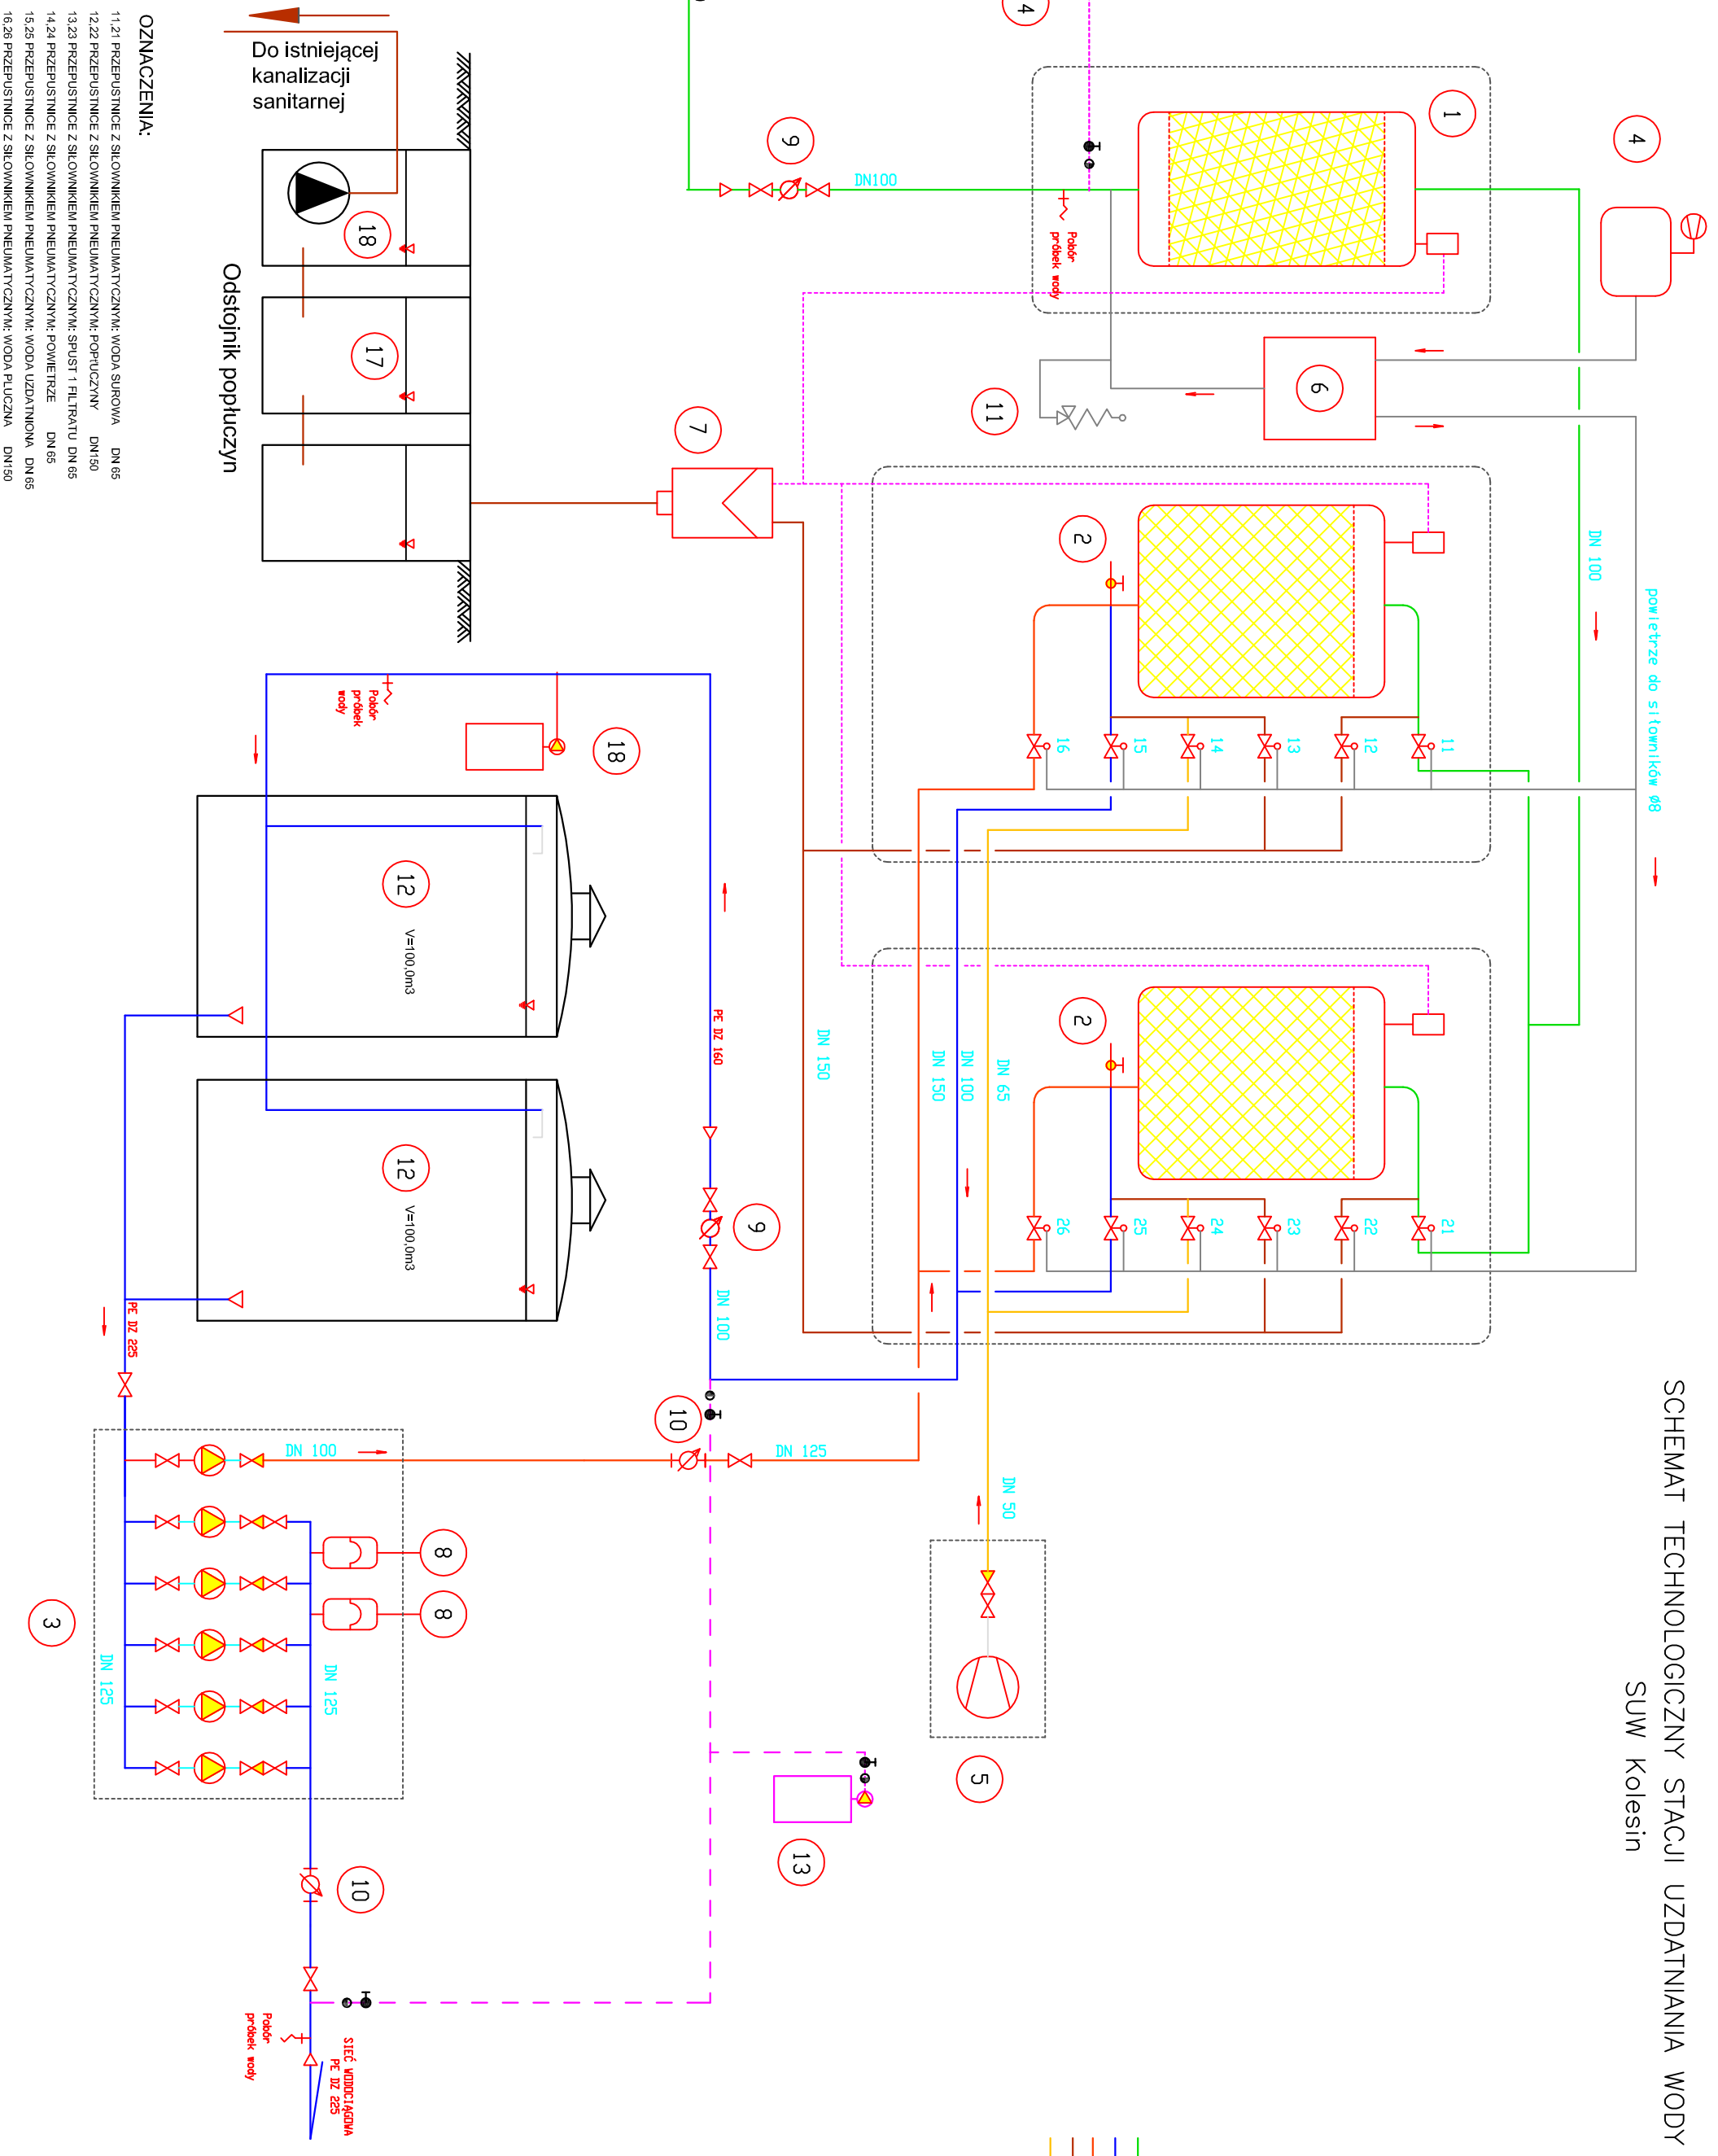 SCHEMAT TECHNOLOGICZNY STACJI UZDATNIANIA WODY
SUW Kolesin
4
1
4
9
DN100
Pobór
próbek wody
6
11
7
DN 100
powietrze do siłowników ø8
2
11
12
13
14
15
16
2
21
22
23
24
25
26
DN 65
DN 100
DN 150
DN 150
PE DZ 160
9
DN 100
10
DN 125
DN 50
5
13
Do istniejącej
kanalizacji
sanitarnej
18
17
Odstojnik popłuczyn
Pobór
próbek
wody
18
12
V=100,0m3
12
V=100,0m3
PE DZ 225
DN 100
8
8
3
DN 125
DN 125
10
Pobór
próbek wody
SIEĆ WODOCIĄGOWA
PE DZ 225
OZNACZENIA:
11,21 PRZEPUSTNICE Z SIŁOWNIKIEM PNEUMATYCZNYM: WODA SUROWA DN 65
12,22 PRZEPUSTNICE Z SIŁOWNIKIEM PNEUMATYCZNYM: POPŁUCZYNY DN150
13,23 PRZEPUSTNICE Z SIŁOWNIKIEM PNEUMATYCZNYM: SPUST 1 FILTRATU DN 65
14,24 PRZEPUSTNICE Z SIŁOWNIKIEM PNEUMATYCZNYM: POWIETRZE DN 65
15,25 PRZEPUSTNICE Z SIŁOWNIKIEM PNEUMATYCZNYM: WODA UZDATNIONA DN 65
16,26 PRZEPUSTNICE Z SIŁOWNIKIEM PNEUMATYCZNYM: WODA PŁUCZNA DN150